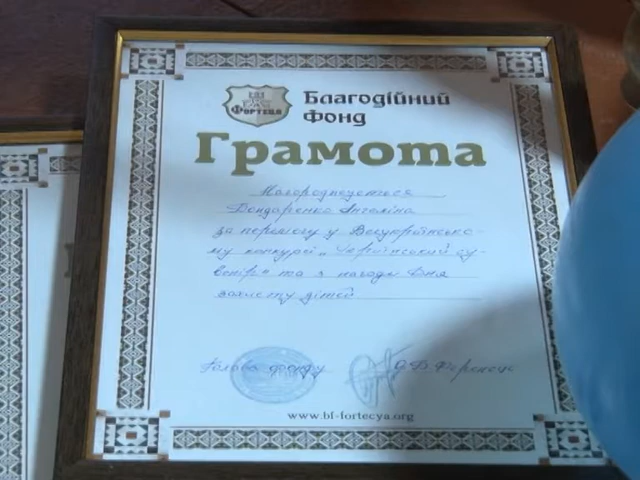 Фортеця
Благодійний
фонд
Грамота
Нагороджується
Бондаренко Ангеліна
за перемогу у Всеукраїнсько-
му конкурсі „Український су-
венір" та з нагоди Дня
захисту дітей
Голова фонду О.В.
www.bf-fortecya.org